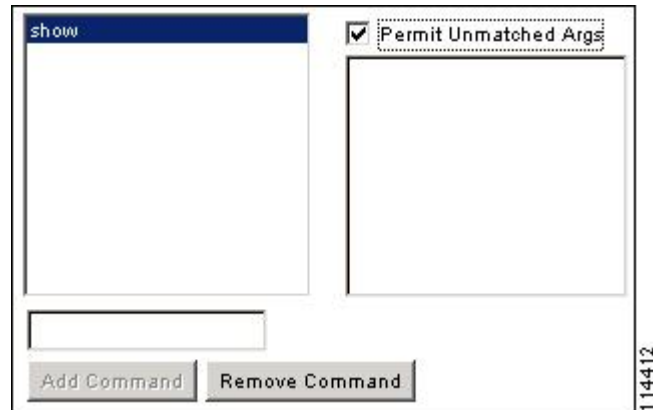 show
Permit Unmatched Args
Add Command
Remove Command
114412